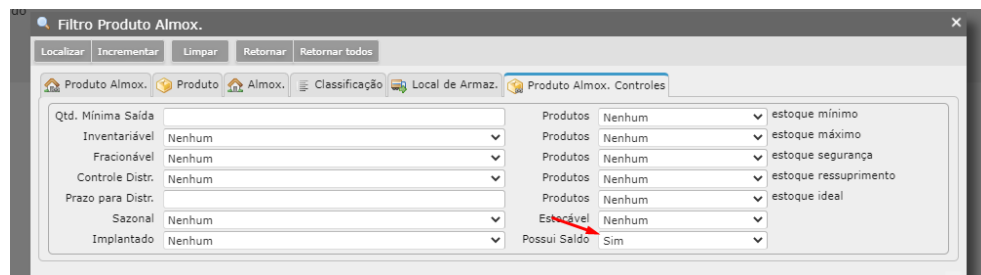 Filtro Produto Almox.
Localizar Incrementar Limpar Retornar Retornar todos
Produto Almox. Produto Almox. Classificação Local de Armaz. Produto Almox. Controles
Qtd. Mínima Saída Produtos Nenhum estoque mínimo
Inventariável Nenhum Produtos Nenhum estoque máximo
Fracionável Nenhum Produtos Nenhum estoque segurança
Controle Distr. Nenhum Produtos Nenhum estoque ressuprimento
Prazo para Distr. Produtos Nenhum estoque ideal
Sazonal Nenhum Estocável Nenhum
Implantado Nenhum Possui Saldo Sim